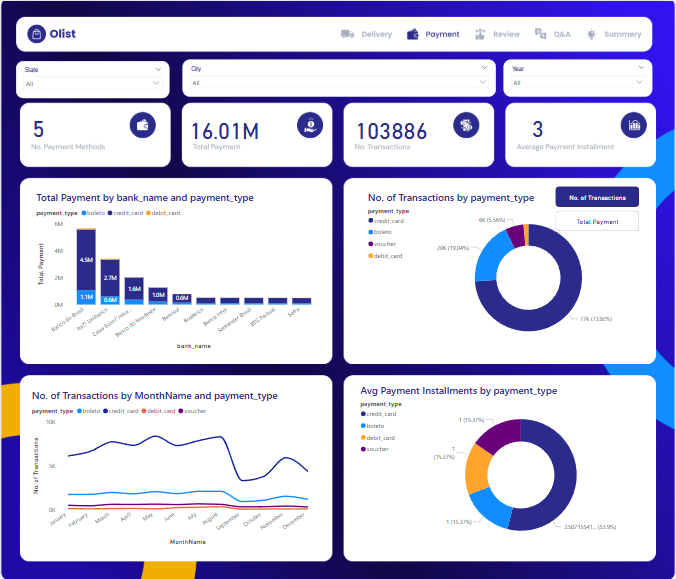 Olist
Delivery
Payment
Review
Q&A
Summery
State
All
City
All
Year
All
5
No. Payment Methods
16.01M
Total Payment
103886
No. Transactions
3
Average Payment Installment
Total Payment by bank_name and payment_type
payment_type boleto credit_card debit_card
Total Payment
6M
4M
2M
0M
4.5M
1.1M
2.7M
0.6M
1.6M
1.0M
0.6M
Banco do Brasil
Unibanco
Banco do Nordeste
Banrisul
Bradesco
Banco Inter
Santander Brasil
BTG Pactual
Safra
bank_name
No. of Transactions by payment_type
No. of Transactions
Total Payment
payment_type
credit_card
boleto
voucher
debit_card
6K (5.56%)
20K (19.04%)
77K (73.92%)
No. of Transactions by MonthName and payment_type
payment_type boleto credit_card debit_card voucher
No. of Transactions
10K
5K
0K
January
February
March
April
May
June
July
August
September
October
November
December
MonthName
Avg Payment Installments by payment_type
payment_type
credit_card
boleto
debit_card
voucher
1 (15.37%)
1
(15.37%)
1 (15.37%)
3.50715541... (53.9%)